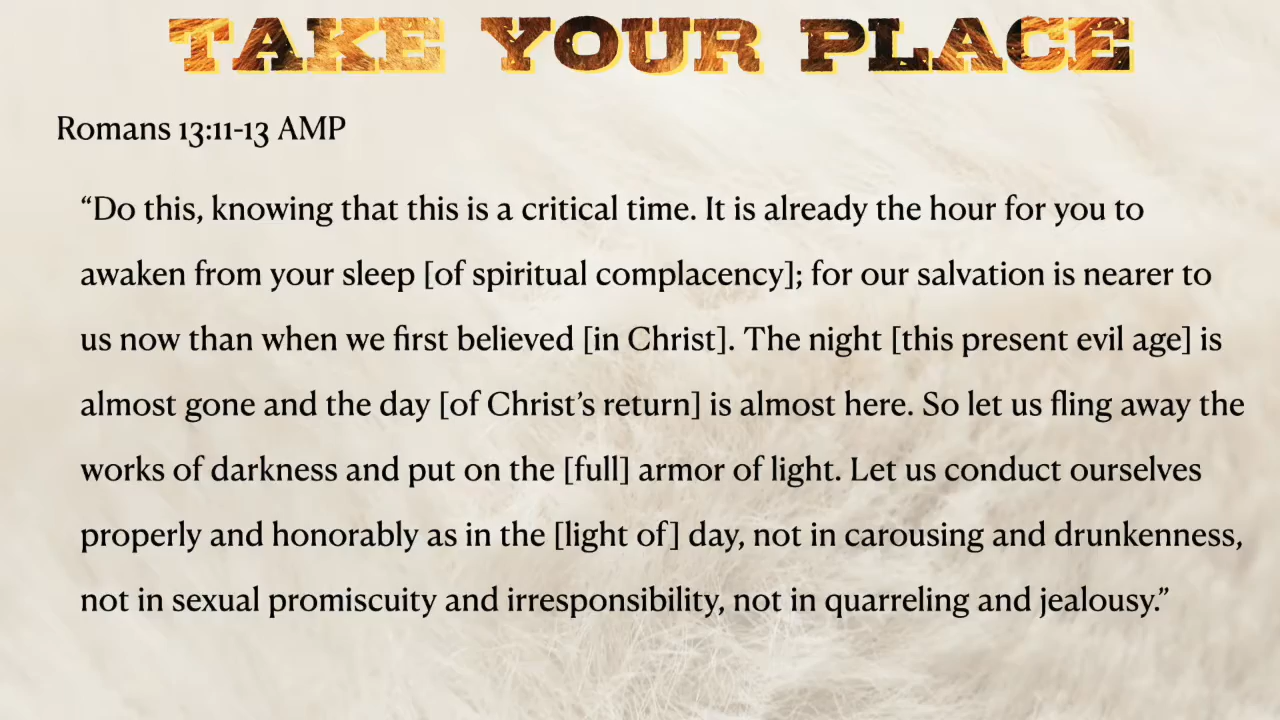 TAKE YOUR PLACE
Romans 13:11-13 AMP
“Do this, knowing that this is a critical time. It is already the hour for you to
awaken from your sleep [of spiritual complacency]; for our salvation is nearer to
us now than when we first believed [in Christ]. The night [this present evil age] is
almost gone and the day [of Christ’s return] is almost here. So let us fling away the
works of darkness and put on the [full] armor of light. Let us conduct ourselves
properly and honorably as in the [light of] day, not in carousing and drunkenness,
not in sexual promiscuity and irresponsibility, not in quarreling and jealousy.”